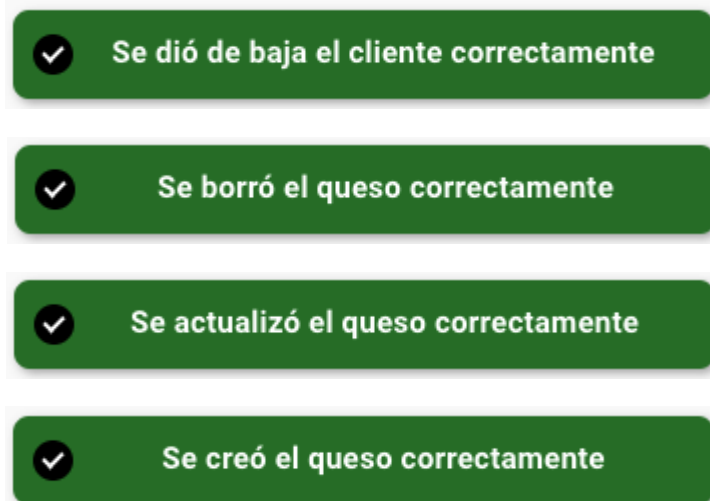 Se dió de baja el cliente correctamente
Se borró el queso correctamente
Se actualizó el queso correctamente
Se creó el queso correctamente